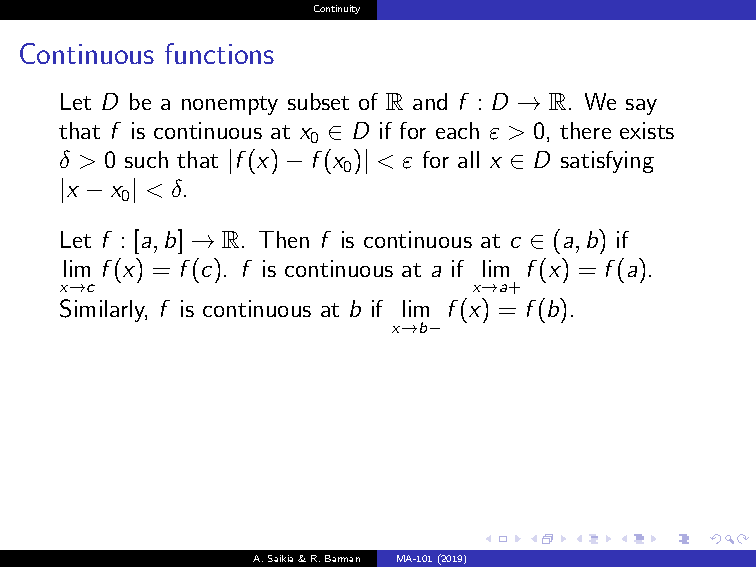 Continuity
Continuous functions
Let D be a nonempty subset of ℝ and f : D → ℝ. We say
that f is continuous at x₀ ∈ D if for each ε > 0, there exists
δ > 0 such that |f(x) − f(x₀)| < ε for all x ∈ D satisfying
|x − x₀| < δ.
Let f : [a, b] → ℝ. Then f is continuous at c ∈ (a, b) if
lim f(x) = f(c). f is continuous at a if lim f(x) = f(a).
x→c x→a+
Similarly, f is continuous at b if lim f(x) = f(b).
x→b−
A. Saikia & R. Barman MA-101 (2019)